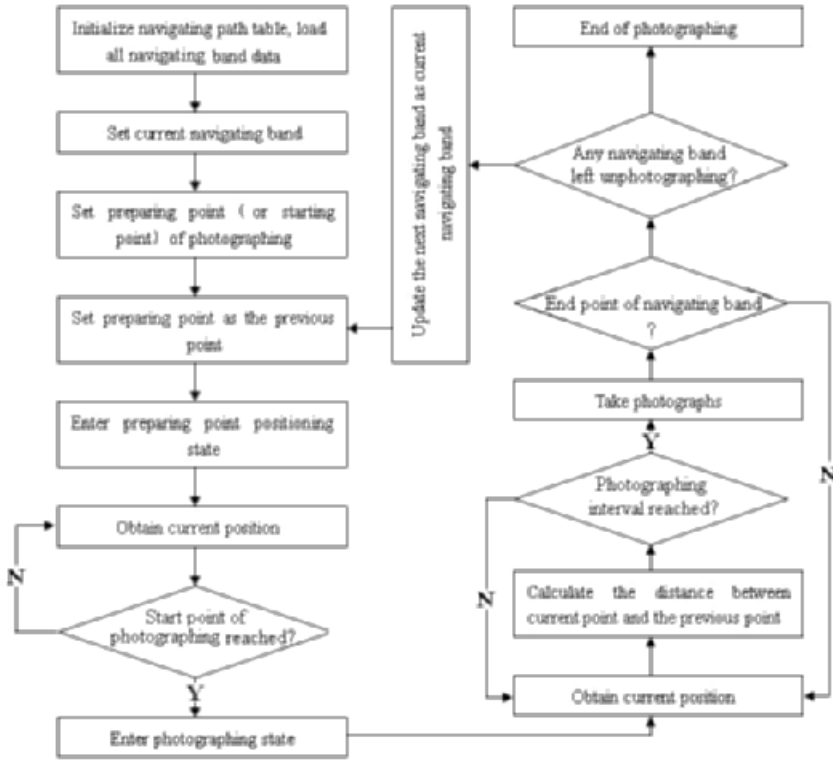 Initialize navigating path table, load
all navigating band data
Set current navigating band
Set preparing point ( or starting
point) of photographing
Set preparing point as the previous
point
Enter preparing point positioning
state
Obtain current position
N
Start point of
photographing reached?
Y
Enter photographing state
Update the next navigating band as current
navigating band
End of photographing
Any navigating band
left unphotographing?
End point of navigating band
?
Take photographs
Y
N
Photographing
interval reached?
N
Calculate the distance between
current point and the previous point
Obtain current position